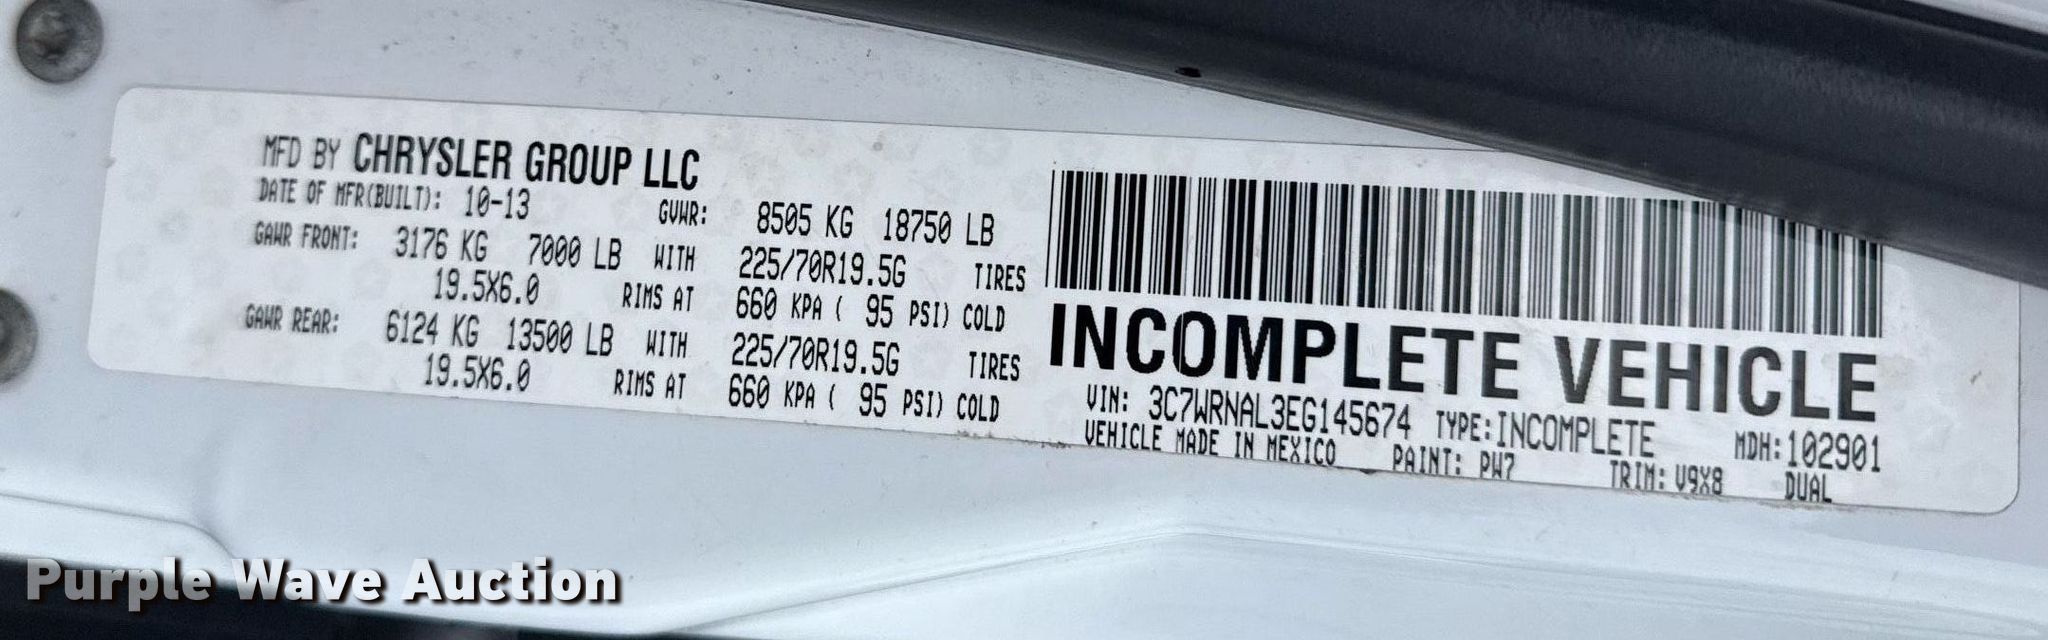 MFD BY CHRYSLER GROUP LLC
DATE OF MFR(BUILT): 10-13 GVWR: 8505 KG 18750 LB
GAWR FRONT: 3176 KG 7000 LB WITH 225/70R19.5G TIRES
19.5X6.0 RIMS AT 660 KPA ( 95 PSI) COLD
GAWR REAR: 6124 KG 13500 LB WITH 225/70R19.5G TIRES
19.5X6.0 RIMS AT 660 KPA ( 95 PSI) COLD
INCOMPLETE VEHICLE
VIN: 3C7WRNAL3EG145674 TYPE:INCOMPLETE MDH:102901
VEHICLE MADE IN MEXICO PAINT: PW7 TRIM: V9X8 DUAL
Purple Wave Auction